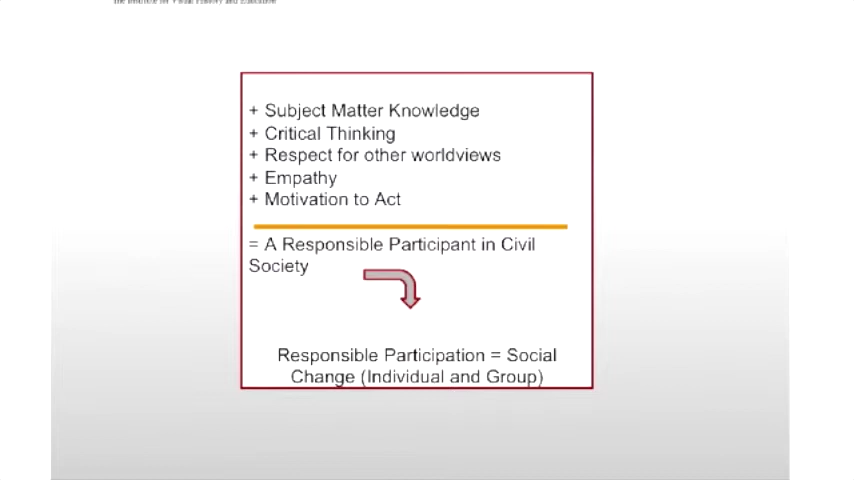 + Subject Matter Knowledge
+ Critical Thinking
+ Respect for other worldviews
+ Empathy
+ Motivation to Act
= A Responsible Participant in Civil
Society
Responsible Participation = Social
Change (Individual and Group)